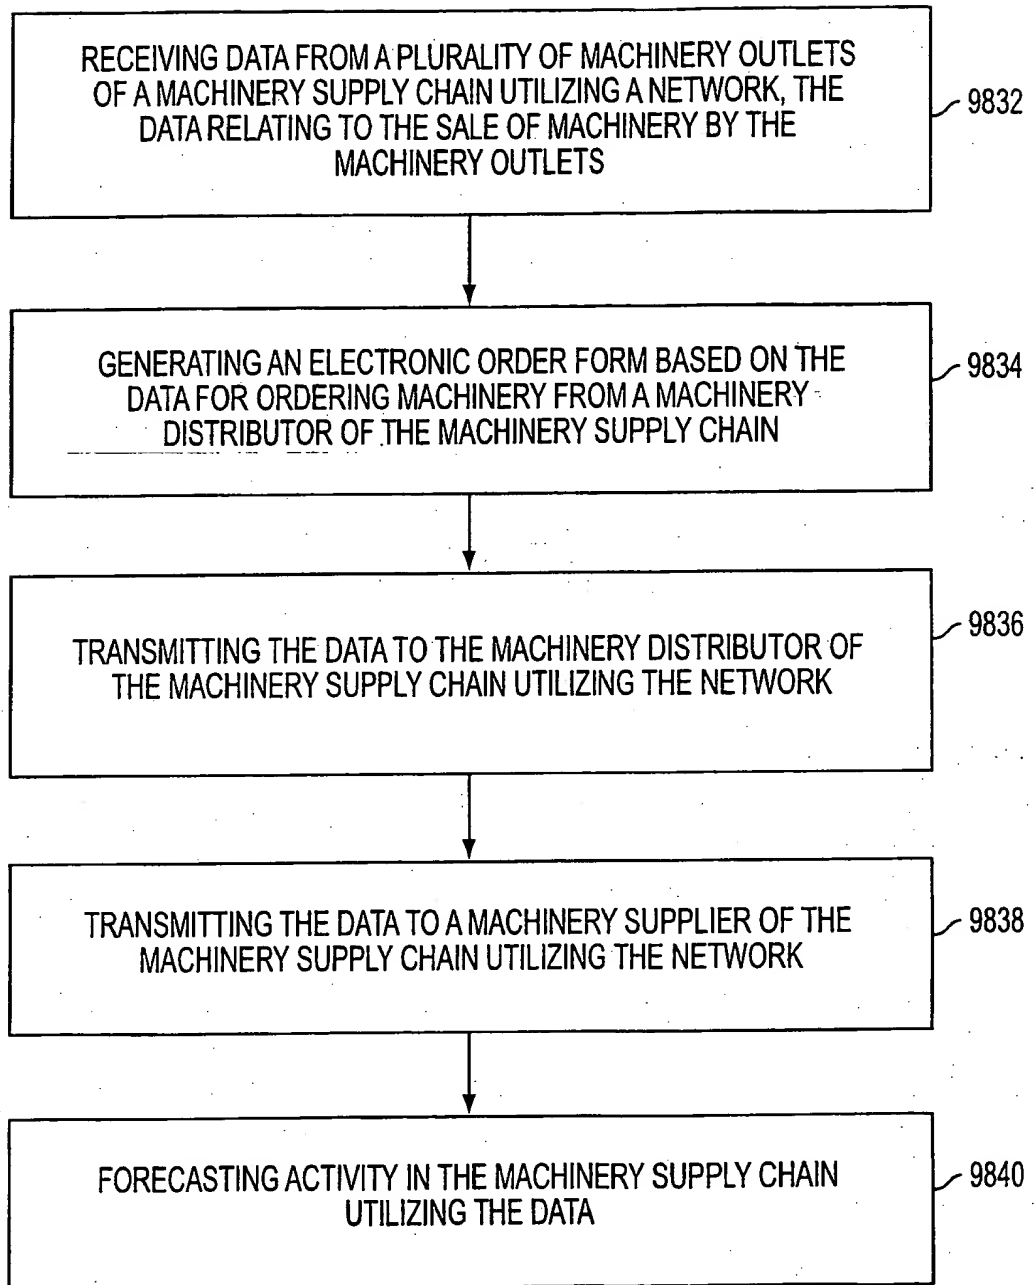 RECEIVING DATA FROM A PLURALITY OF MACHINERY OUTLETS
OF A MACHINERY SUPPLY CHAIN UTILIZING A NETWORK, THE
DATA RELATING TO THE SALE OF MACHINERY BY THE
MACHINERY OUTLETS
9832
GENERATING AN ELECTRONIC ORDER FORM BASED ON THE
DATA FOR ORDERING MACHINERY FROM A MACHINERY
DISTRIBUTOR OF THE MACHINERY SUPPLY CHAIN
9834
TRANSMITTING THE DATA TO THE MACHINERY DISTRIBUTOR OF
THE MACHINERY SUPPLY CHAIN UTILIZING THE NETWORK
9836
TRANSMITTING THE DATA TO A MACHINERY SUPPLIER OF THE
MACHINERY SUPPLY CHAIN UTILIZING THE NETWORK
9838
FORECASTING ACTIVITY IN THE MACHINERY SUPPLY CHAIN
UTILIZING THE DATA
9840